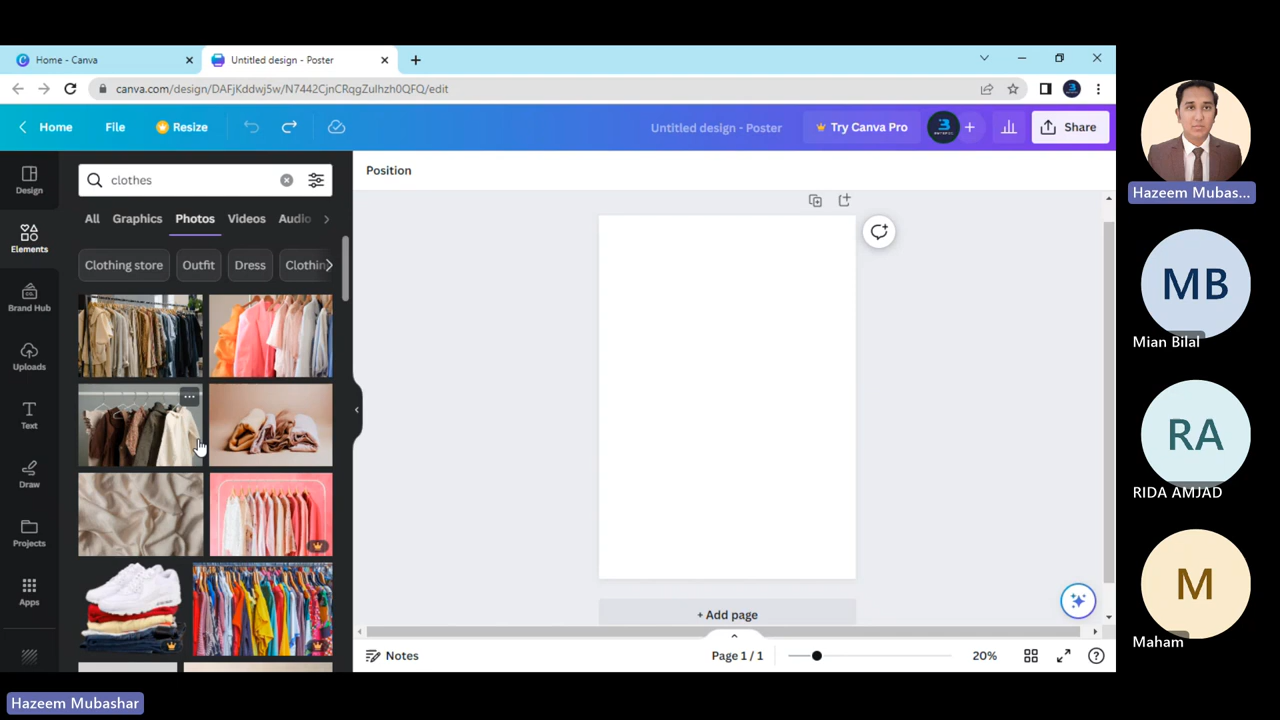 Home - Canva
Untitled design - Poster
canva.com/design/DAFjKddwj5w/N7442CjnCRqgZulhzh0QFQ/edit
Home
File
Resize
Untitled design - Poster
Try Canva Pro
Share
Design
Elements
Brand Hub
Uploads
Text
Draw
Projects
Apps
clothes
All
Graphics
Photos
Videos
Audio
Clothing store
Outfit
Dress
Clothin
Position
+ Add page
Notes
Page 1 / 1
20%
Hazeem Mubas...
MB
Mian Bilal
RA
RIDA AMJAD
M
Maham
Hazeem Mubashar